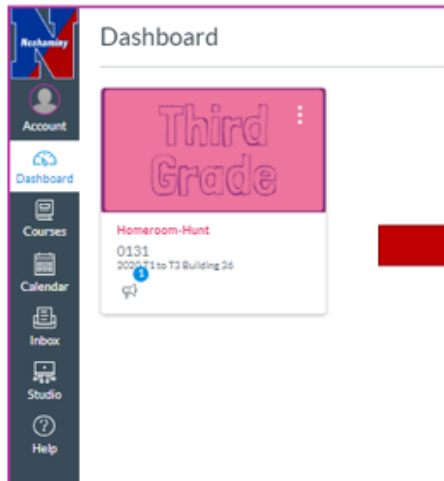 Neshaminy
N
Dashboard
Account
Dashboard
Courses
Calendar
Inbox
Studio
Help
Third
Grade
Homeroom-Hunt
0131
2020 T1 to T3 Building 36
1